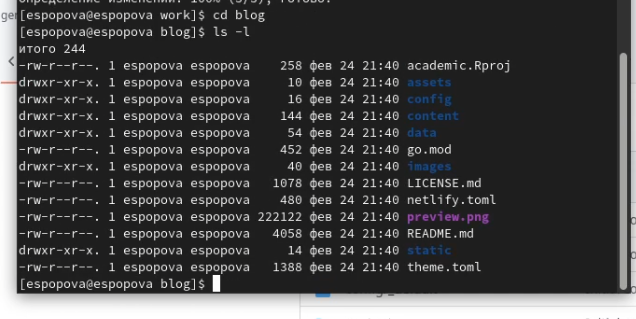 определение изменений: 100% (3/3), готово.
[espopova@espopova work]$ cd blog
[espopova@espopova blog]$ ls -l
итого 244
-rw-r--r--. 1 espopova espopova    258 фев 24 21:40 academic.Rproj
drwxr-xr-x. 1 espopova espopova     10 фев 24 21:40 assets
drwxr-xr-x. 1 espopova espopova     16 фев 24 21:40 config
drwxr-xr-x. 1 espopova espopova    144 фев 24 21:40 content
drwxr-xr-x. 1 espopova espopova     54 фев 24 21:40 data
-rw-r--r--. 1 espopova espopova    452 фев 24 21:40 go.mod
drwxr-xr-x. 1 espopova espopova     40 фев 24 21:40 images
-rw-r--r--. 1 espopova espopova   1078 фев 24 21:40 LICENSE.md
-rw-r--r--. 1 espopova espopova    480 фев 24 21:40 netlify.toml
-rw-r--r--. 1 espopova espopova 222122 фев 24 21:40 preview.png
-rw-r--r--. 1 espopova espopova   4058 фев 24 21:40 README.md
drwxr-xr-x. 1 espopova espopova     14 фев 24 21:40 static
-rw-r--r--. 1 espopova espopova   1388 фев 24 21:40 theme.toml
[espopova@espopova blog]$